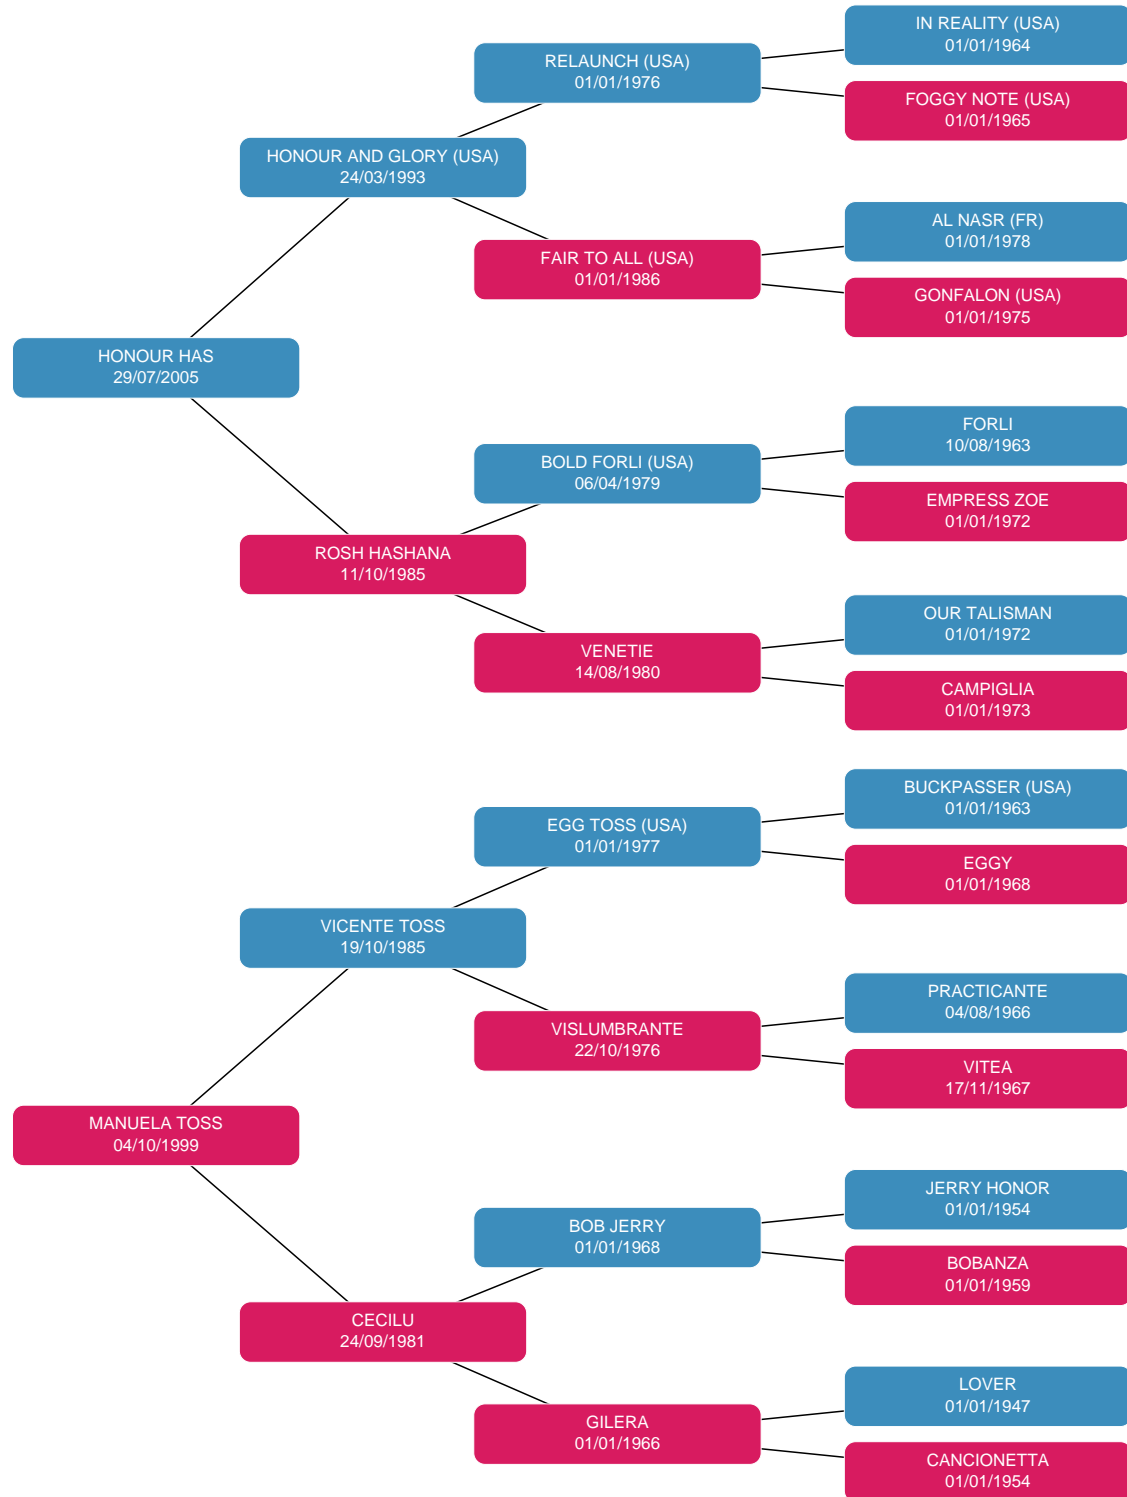 IN REALITY (USA)
01/01/1964
RELAUNCH (USA)
01/01/1976
FOGGY NOTE (USA)
01/01/1965
HONOUR AND GLORY (USA)
24/03/1993
AL NASR (FR)
01/01/1978
FAIR TO ALL (USA)
01/01/1986
GONFALON (USA)
01/01/1975
HONOUR HAS
29/07/2005
FORLI
10/08/1963
BOLD FORLI (USA)
06/04/1979
EMPRESS ZOE
01/01/1972
ROSH HASHANA
11/10/1985
OUR TALISMAN
01/01/1972
VENETIE
14/08/1980
CAMPIGLIA
01/01/1973
BUCKPASSER (USA)
01/01/1963
EGG TOSS (USA)
01/01/1977
EGGY
01/01/1968
VICENTE TOSS
19/10/1985
PRACTICANTE
04/08/1966
VISLUMBRANTE
22/10/1976
VITEA
17/11/1967
MANUELA TOSS
04/10/1999
JERRY HONOR
01/01/1954
BOB JERRY
01/01/1968
BOBANZA
01/01/1959
CECILU
24/09/1981
LOVER
01/01/1947
GILERA
01/01/1966
CANCIONETTA
01/01/1954